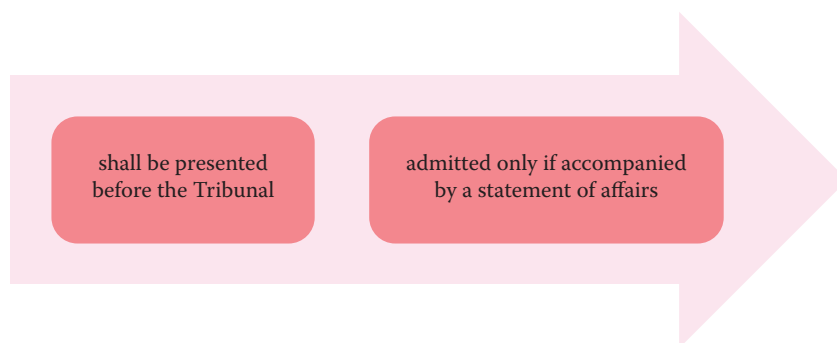 shall be presented
before the Tribunal
admitted only if accompanied
by a statement of affairs